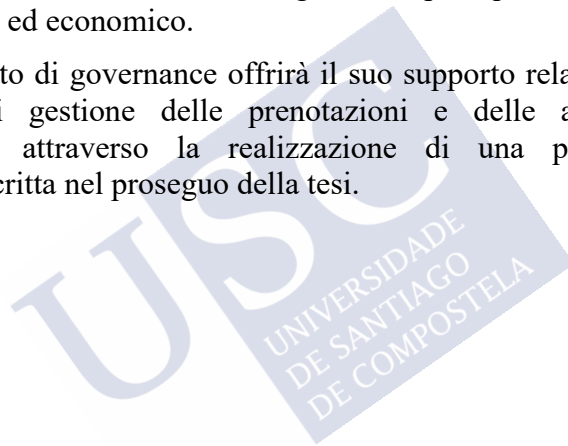 ed economico.
to di governance offrirà il suo supporto rela
i gestione delle prenotazioni e delle a
attraverso la realizzazione di una p
critta nel proseguo della tesi.
USC
UNIVERSIDADE
DE SANTIAGO
DE COMPOSTELA